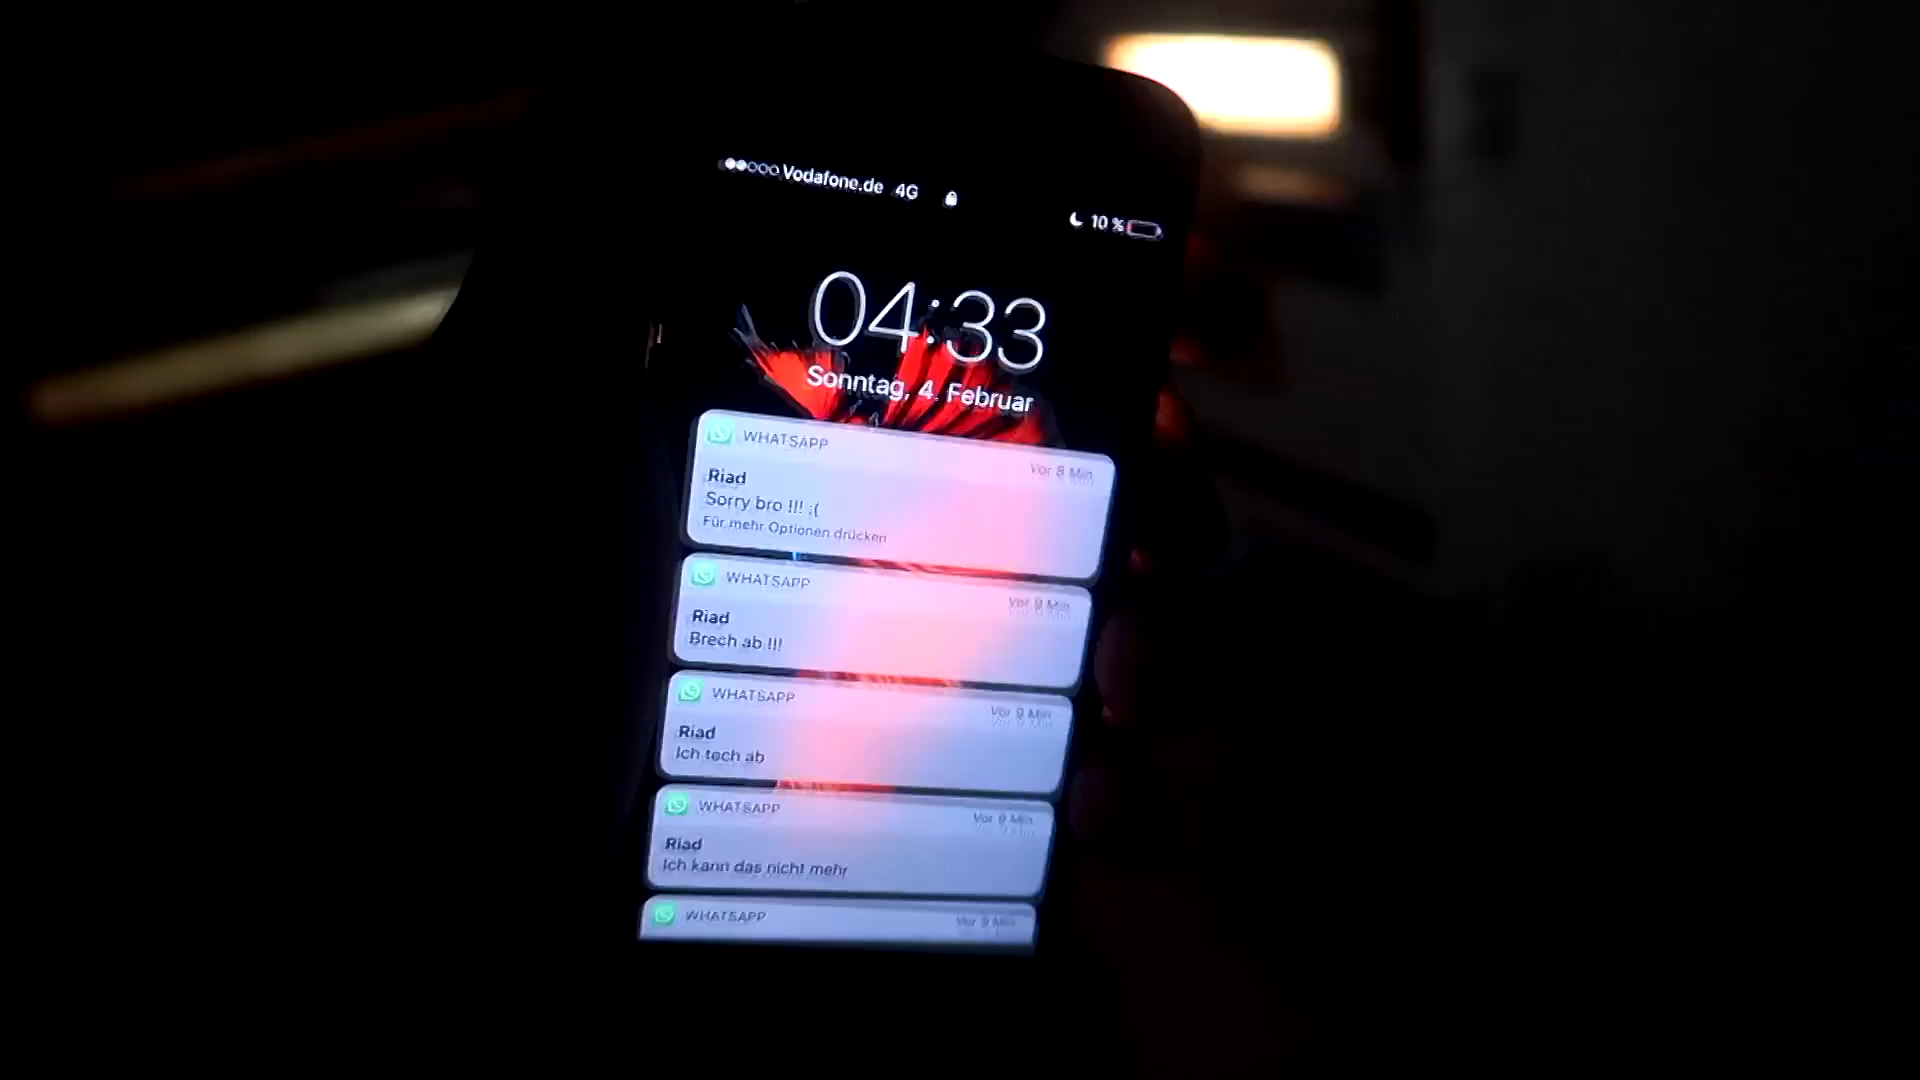 Vodafone.de 4G 10 %
04:33
Sonntag, 4. Februar
WHATSAPP Vor 8 Min.
Riad
Sorry bro !!! :(
Für mehr Optionen drücken
WHATSAPP Vor 9 Min.
Riad
Brech ab !!!
WHATSAPP Vor 9 Min.
Riad
Ich tech ab
WHATSAPP Vor 9 Min.
Riad
Ich kann das nicht mehr
WHATSAPP Vor 9 Min.